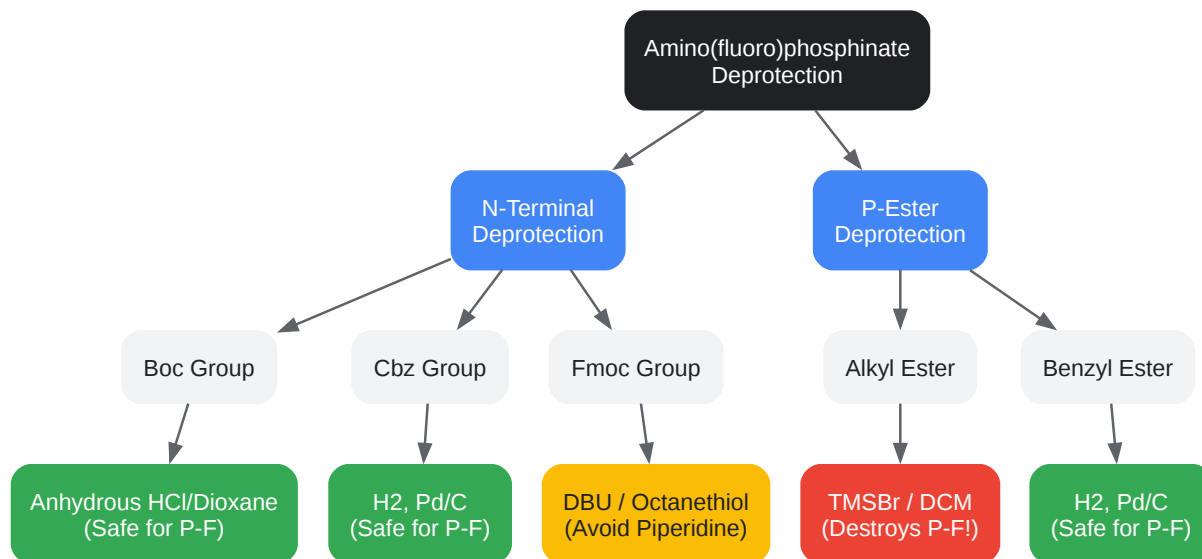 Amino(fluoro)phosphinate
Deprotection
N-Terminal
Deprotection
P-Ester
Deprotection
Boc Group
Cbz Group
Fmoc Group
Alkyl Ester
Benzyl Ester
Anhydrous HCl/Dioxane
(Safe for P-F)
H2, Pd/C
(Safe for P-F)
DBU / Octanethiol
(Avoid Piperidine)
TMSBr / DCM
(Destroys P-F!)
H2, Pd/C
(Safe for P-F)